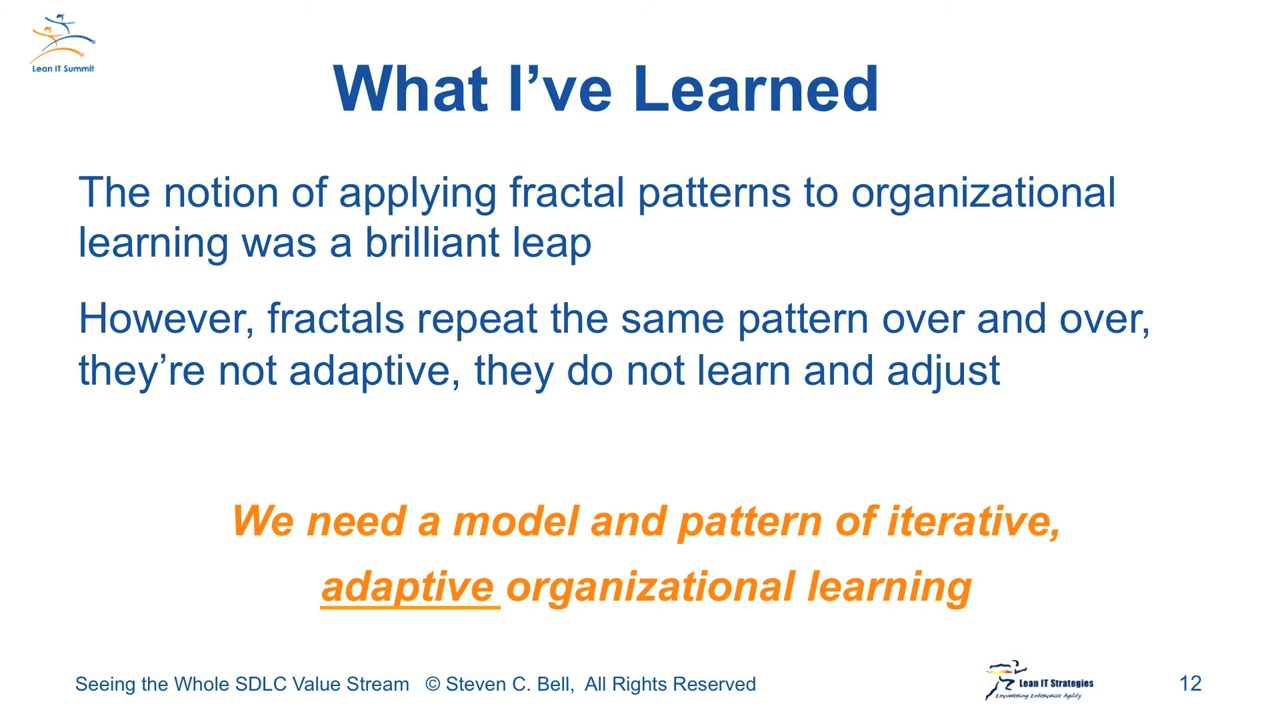 Lean IT Summit
What I’ve Learned
The notion of applying fractal patterns to organizational
learning was a brilliant leap
However, fractals repeat the same pattern over and over,
they’re not adaptive, they do not learn and adjust
We need a model and pattern of iterative,
adaptive organizational learning
Seeing the Whole SDLC Value Stream © Steven C. Bell, All Rights Reserved
Lean IT Strategies
Empowering Enterprise Agility
12